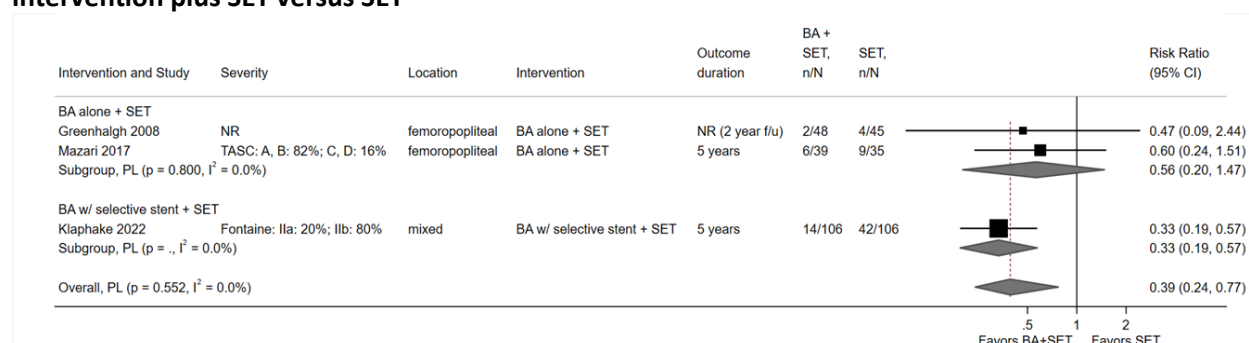 Intervention plus SET versus SET
BA +
Outcome SET, SET, Risk Ratio
Intervention and Study Severity Location Intervention duration n/N n/N (95% CI)
BA alone + SET
Greenhalgh 2008 NR femoropopliteal BA alone + SET NR (2 year f/u) 2/48 4/45 0.47 (0.09, 2.44)
Mazari 2017 TASC: A, B: 82%; C, D: 16% femoropopliteal BA alone + SET 5 years 6/39 9/35 0.60 (0.24, 1.51)
Subgroup, PL (p = 0.800, I² = 0.0%) 0.56 (0.20, 1.47)
BA w/ selective stent + SET
Klaphake 2022 Fontaine: IIa: 20%; IIb: 80% mixed BA w/ selective stent + SET 5 years 14/106 42/106 0.33 (0.19, 0.57)
Subgroup, PL (p = ., I² = 0.0%) 0.33 (0.19, 0.57)
Overall, PL (p = 0.552, I² = 0.0%) 0.39 (0.24, 0.77)
.5 1 2
Favors BA+SET Favors SET